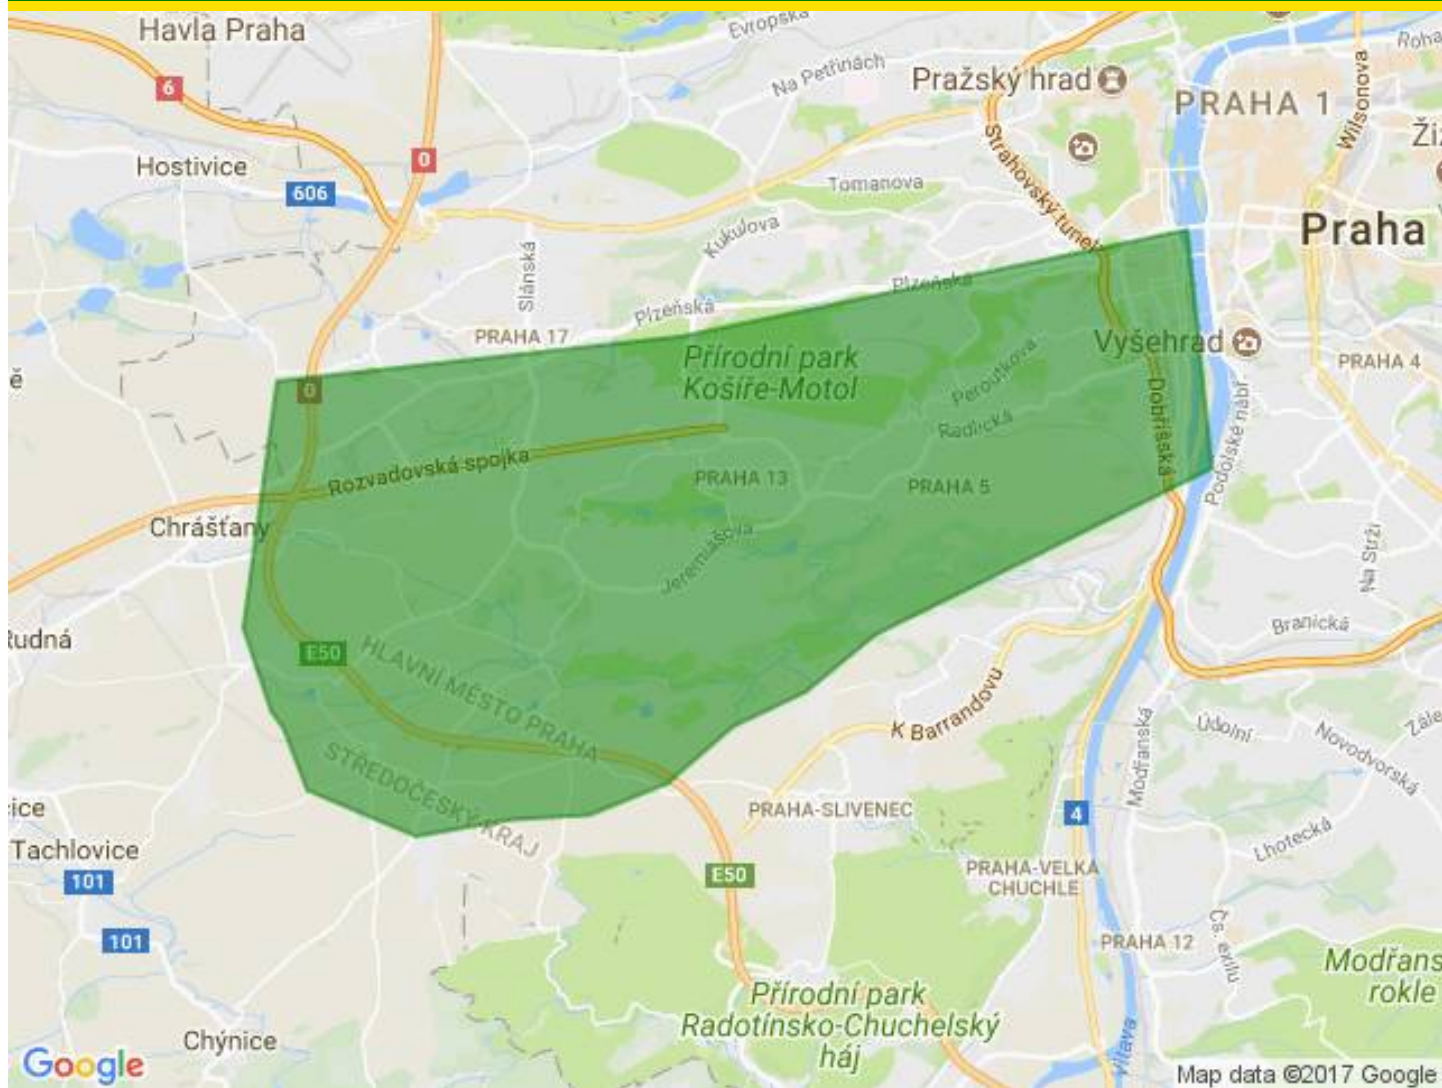 Havla Praha
Evropská
Roha
Na Petřinách
Pražský hrad
PRAHA 1
Wilsonova
6
0
Hostivice
606
Strahovský tunel
Tomanova
Kukulova
Slánská
Praha
Plzeňská
Plzeňská
PRAHA 17
Přírodní park
Košíře-Motol
Vyšehrad
PRAHA 4
ě
0
Peroutkova
Radlická
Dobříšská
Podolské nábř.
Rozvadovská spojka
PRAHA 13
PRAHA 5
Chrášťany
Jeremiášova
Na Strži
Rudná
E50
HLAVNÍ MĚSTO PRAHA
STŘEDOČESKÝ KRAJ
Branická
K Barrandovu
Modřanská
Údolní
Novodvorská
Zále
čice
PRAHA-SLIVENEC
4
Tachlovice
101
E50
PRAHA-VELKÁ
CHUCHLE
Lhotecká
101
PRAHA 12
Čs. exilu
Modřans
rokle
Přírodní park
Radotínsko-Chuchelský
háj
Chýnice
Vltava
Google
Map data ©2017 Google